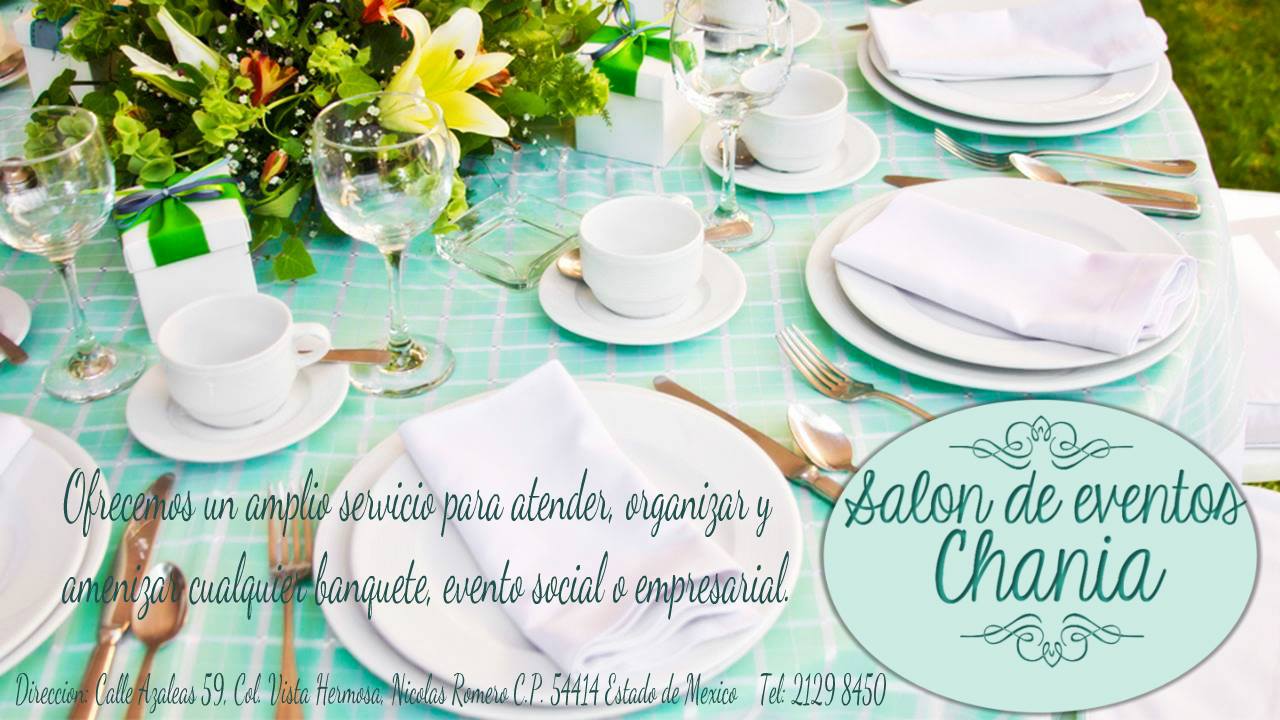 Ofrecemos un amplio servicio para atender, organizar y
amenizar cualquier banquete, evento social o empresarial.
Salon de eventos
Chania
Direccion: Calle Azaleas 59, Col. Vista Hermosa, Nicolas Romero C.P. 54414 Estado de Mexico Tel: 2129 8450